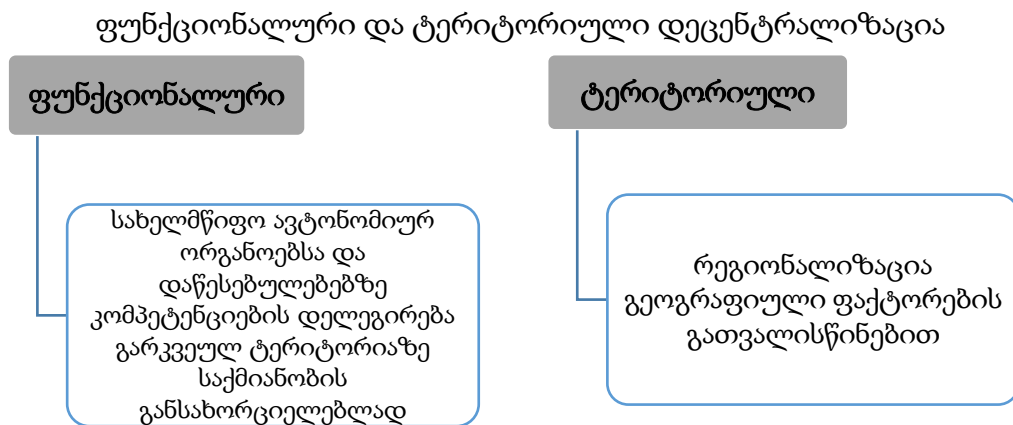 ფუნქციონალური და ტერიტორიული დეცენტრალიზაცია
ფუნქციონალური
სახელმწიფო ავტონომიურ
ორგანოებსა და
დაწესებულებებზე
კომპეტენციების დელეგირება
გარკვეულ ტერიტორიაზე
საქმიანობის
განსახორციელებლად
ტერიტორიული
რეგიონალიზაცია
გეოგრაფიული ფაქტორების
გათვალისწინებით